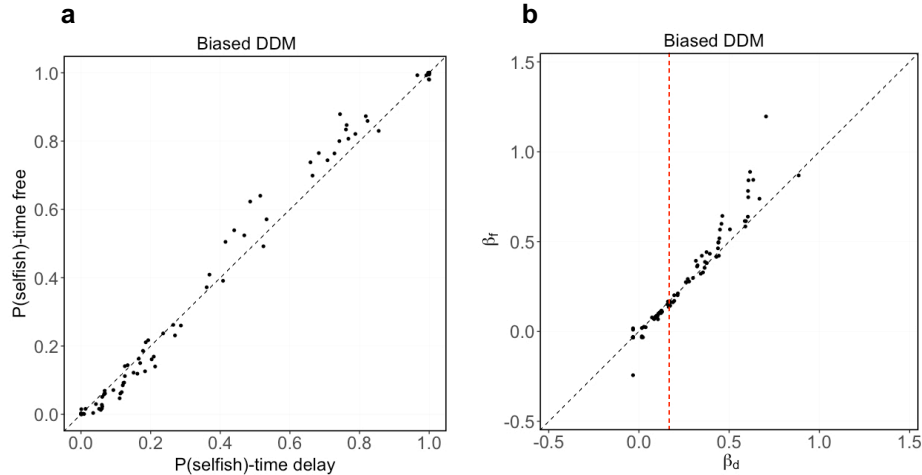 a
Biased DDM
P(selfish)-time free
1.0
0.8
0.6
0.4
0.2
0.0
0.0 0.2 0.4 0.6 0.8 1.0
P(selfish)-time delay
b
Biased DDM
βf
1.5
1.0
0.5
0.0
-0.5
-0.5 0.0 0.5 1.0 1.5
βd